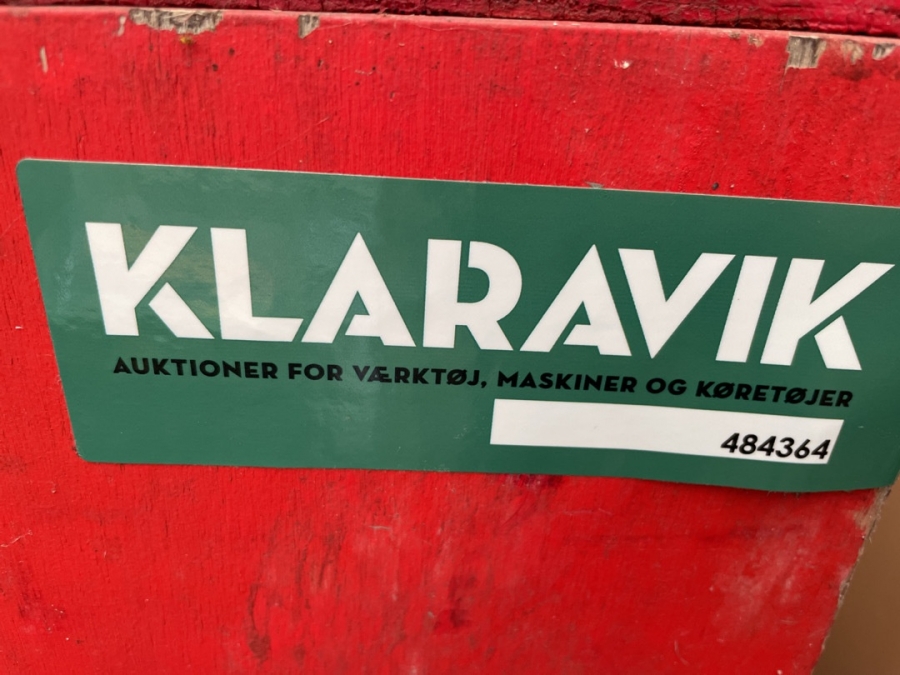 KLARAVIK
AUKTIONER FOR VÆRKTØJ, MASKINER OG KØRETØJER
484364